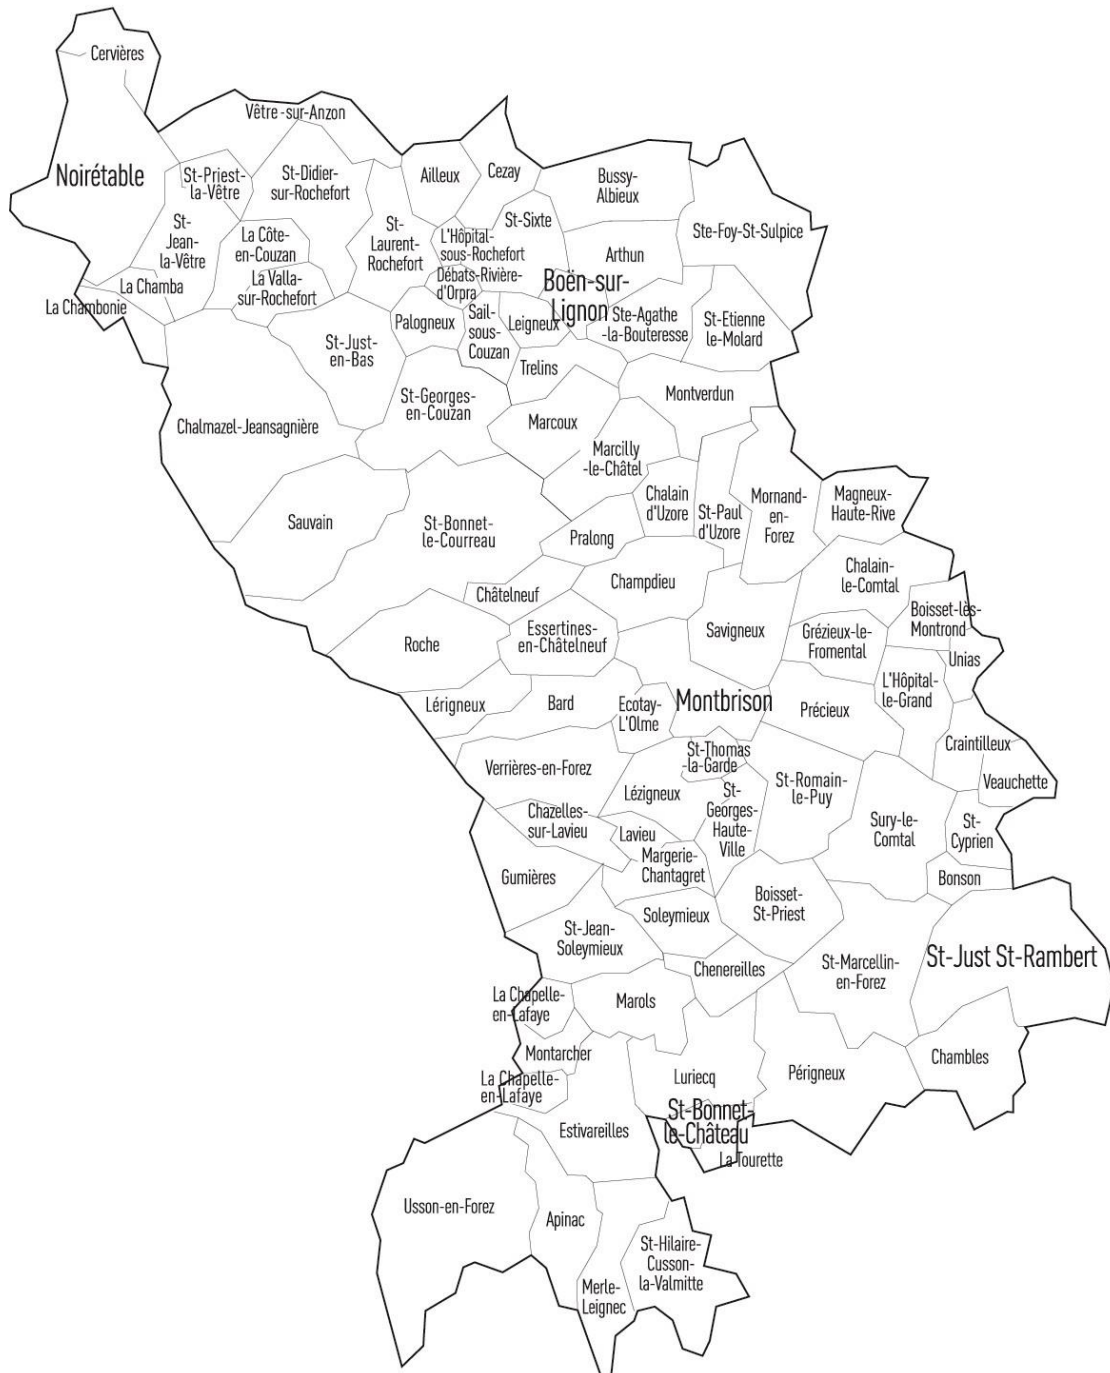 Cervières
Vêtre-sur-Anzon
Noirétable
St-Priest-
la-Vêtre
St-Didier-
sur-Rochefort
Ailleux
Cezay
Bussy-
Albieux
St-
Jean-
la-Vêtre
La Côte-
en-Couzan
St-
Laurent-
Rochefort
St-Sixte
L'Hôpital-
sous-Rochefort
Arthun
Ste-Foy-St-Sulpice
La Chamba
La Valla-
sur-Rochefort
Débats-Rivière-
d'Orpra
Boën-sur-
Lignon
La Chambonie
Palogneux
Sail-
sous-
Couzan
Leigneux
Ste-Agathe
-la-Bouteresse
St-Etienne
le-Molard
St-Just-
en-Bas
Trelins
St-Georges-
en-Couzan
Montverdun
Chalmazel-Jeansagnière
Marcoux
Marcilly
-le-Châtel
Sauvain
St-Bonnet-
le-Courreau
Chalain
d'Uzore
St-Paul
d'Uzore
Mornand-
en-
Forez
Magneux-
Haute-Rive
Pralong
Châtelneuf
Champdieu
Chalain-
le-Comtal
Boisset-lès-
Montrond
Roche
Essertines-
en-Châtelneuf
Savigneux
Grézieux-le-
Fromental
Unias
Lérigneux
Bard
Ecotay-
L'Olme
Montbrison
Précieux
L'Hôpital-
le-Grand
Craintilleux
Verrières-en-Forez
St-Thomas
-la-Garde
Veauchette
Lézigneux
St-
Georges-
Haute-
Ville
St-Romain-
le-Puy
Chazelles-
sur-Lavieu
Lavieu
Sury-le-
Comtal
St-
Cyprien
Margerie-
Chantagret
Gumières
Boisset-
St-Priest
Bonson
St-Jean-
Soleymieux
Soleymieux
St-Just St-Rambert
Chenereilles
St-Marcellin-
en-Forez
La Chapelle-
en-Lafaye
Marols
Montarcher
Chambles
La Chapelle-
en-Lafaye
Luriecq
Périgneux
Estivareilles
St-Bonnet-
le-Château
La Tourette
Usson-en-Forez
Apinac
St-Hilaire-
Cusson-
la-Valmitte
Merle-
Leignec